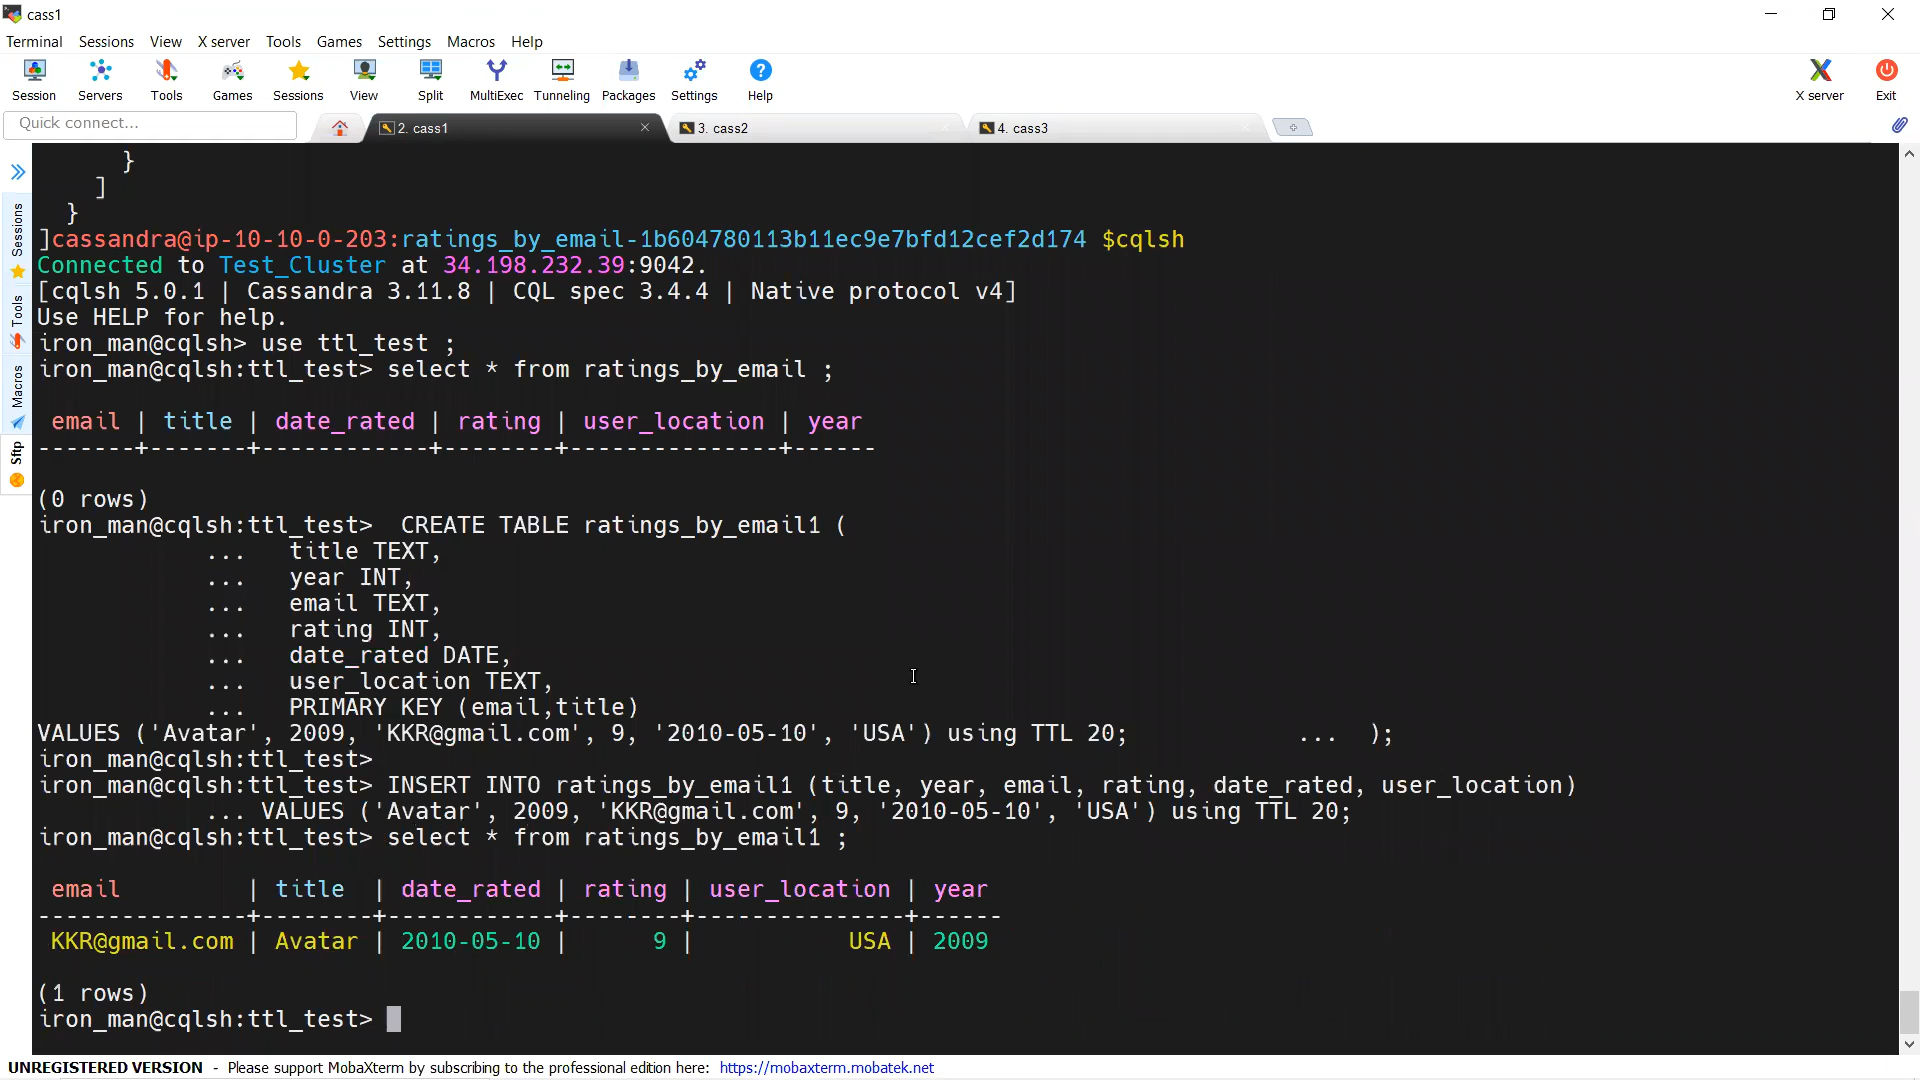 cass1
Terminal Sessions View X server Tools Games Settings Macros Help
Session Servers Tools Games Sessions View Split MultiExec Tunneling Packages Settings Help X server Exit
Quick connect...
2. cass1
3. cass2
4. cass3
Sessions
Tools
Macros
Sftp
}
]
}
]cassandra@ip-10-10-0-203:ratings_by_email-1b604780113b11ec9e7bfd12cef2d174 $cqlsh
Connected to Test_Cluster at 34.198.232.39:9042.
[cqlsh 5.0.1 | Cassandra 3.11.8 | CQL spec 3.4.4 | Native protocol v4]
Use HELP for help.
iron_man@cqlsh> use ttl_test ;
iron_man@cqlsh:ttl_test> select * from ratings_by_email ;
email | title | date_rated | rating | user_location | year
-------+-------+------------+--------+---------------+------
(0 rows)
iron_man@cqlsh:ttl_test>  CREATE TABLE ratings_by_email1 (
...   title TEXT,
...   year INT,
...   email TEXT,
...   rating INT,
...   date_rated DATE,
...   user_location TEXT,
...   PRIMARY KEY (email,title)
VALUES ('Avatar', 2009, 'KKR@gmail.com', 9, '2010-05-10', 'USA') using TTL 20;            ...  );
iron_man@cqlsh:ttl_test>
iron_man@cqlsh:ttl_test> INSERT INTO ratings_by_email1 (title, year, email, rating, date_rated, user_location)
... VALUES ('Avatar', 2009, 'KKR@gmail.com', 9, '2010-05-10', 'USA') using TTL 20;
iron_man@cqlsh:ttl_test> select * from ratings_by_email1 ;
email         | title  | date_rated | rating | user_location | year
---------------+--------+------------+--------+---------------+------
KKR@gmail.com | Avatar | 2010-05-10 |      9 |           USA | 2009
(1 rows)
iron_man@cqlsh:ttl_test>
UNREGISTERED VERSION - Please support MobaXterm by subscribing to the professional edition here: https://mobaxterm.mobatek.net